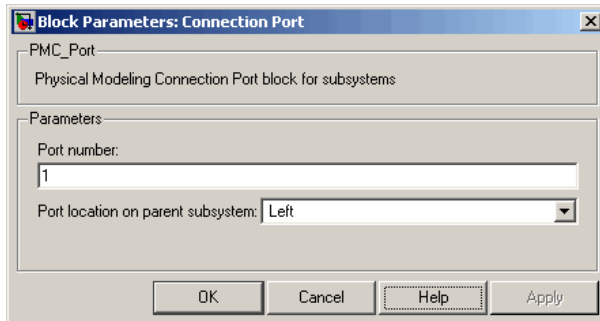 Block Parameters: Connection Port
PMC_Port
Physical Modeling Connection Port block for subsystems
Parameters
Port number:
1
Port location on parent subsystem: Left
OK Cancel Help Apply